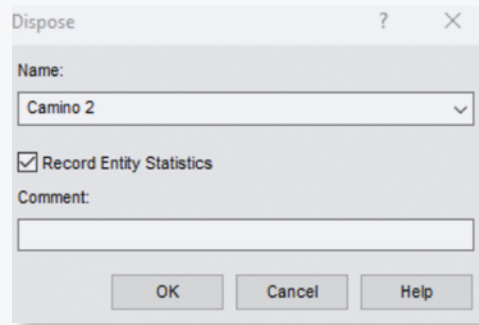 Dispose ?
Name:
Camino 2
Record Entity Statistics
Comment:
OK Cancel Help